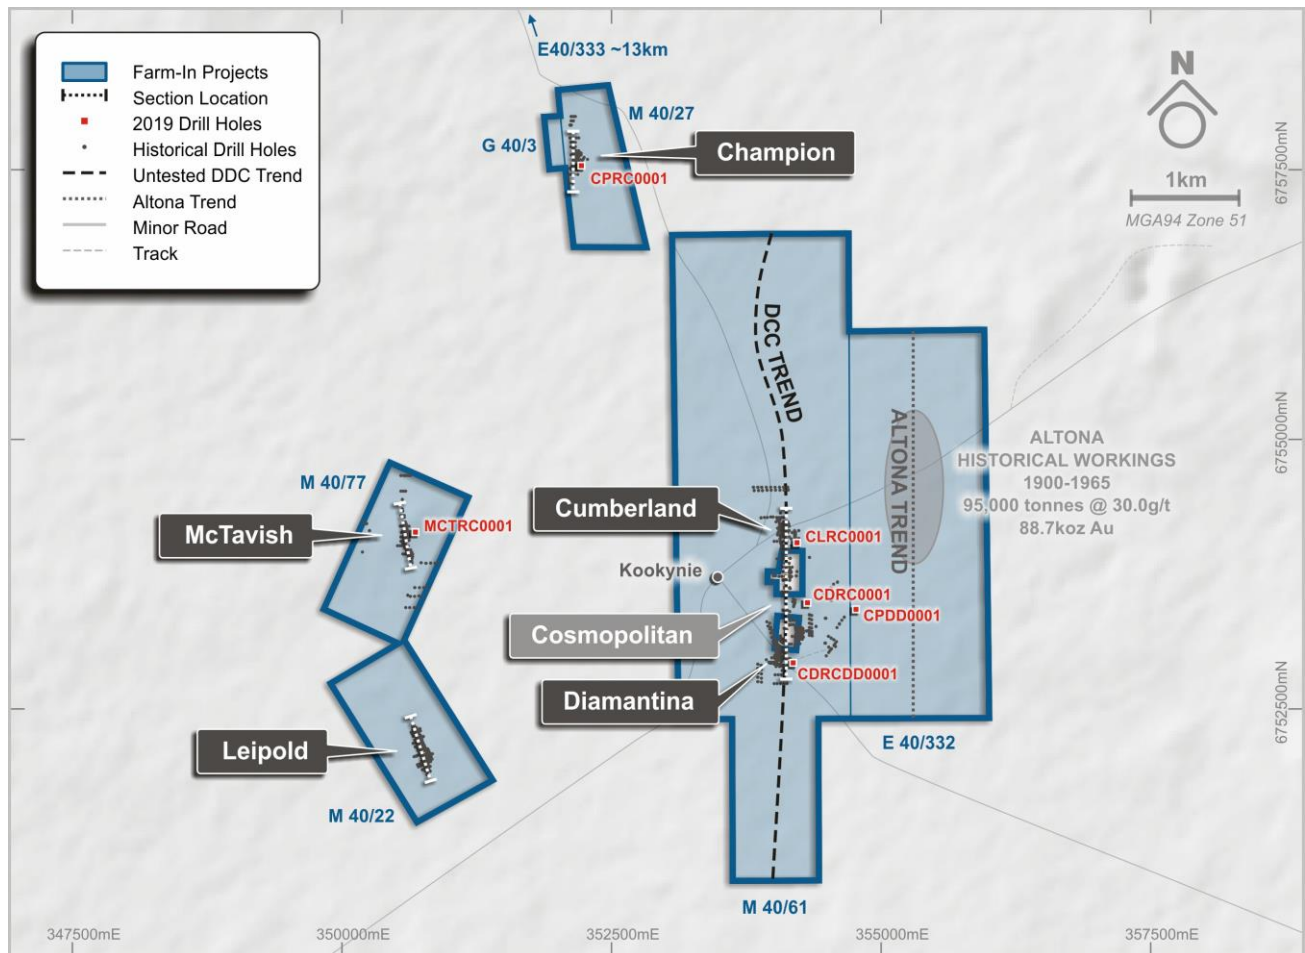 E40/333 ~13km
Farm-In Projects
Section Location
2019 Drill Holes
Historical Drill Holes
Untested DDC Trend
Altona Trend
Minor Road
Track
M 40/27
G 40/3
Champion
CPRC0001
N
1km
MGA94 Zone 51
6757500mN
DCC TREND
ALTONA TREND
ALTONA
HISTORICAL WORKINGS
1900-1965
95,000 tonnes @ 30.0g/t
88.7koz Au
6755000mN
M 40/77
McTavish
MCTRC0001
Cumberland
CLRC0001
Kookynie
CDRC0001
CPDD0001
Cosmopolitan
CDRCDD0001
Diamantina
6752500mN
E 40/332
Leipold
M 40/22
M 40/61
347500mE
350000mE
352500mE
355000mE
357500mE